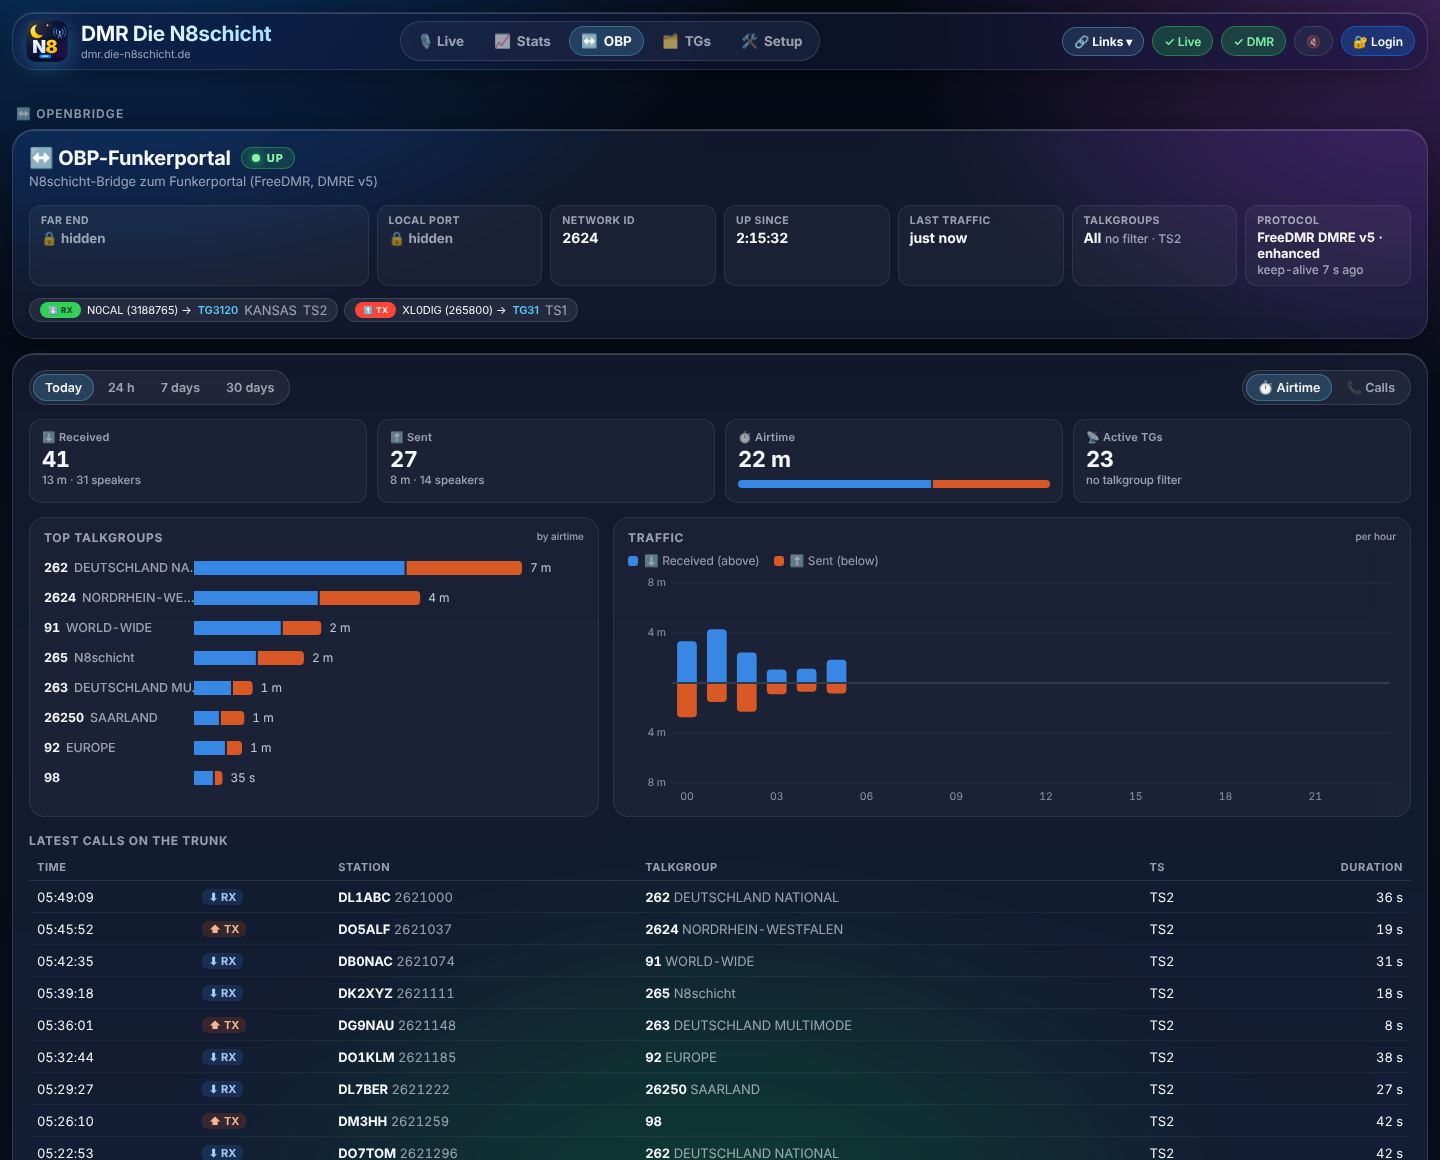 N8
DMR Die N8schicht
dmr.die-n8schicht.de
Live
Stats
OBP
TGs
Setup
Links ▾
✓ Live
✓ DMR
Login
OPENBRIDGE
OBP-Funkerportal
UP
N8schicht-Bridge zum Funkerportal (FreeDMR, DMRE v5)
FAR END
hidden
LOCAL PORT
hidden
NETWORK ID
2624
UP SINCE
2:15:32
LAST TRAFFIC
just now
TALKGROUPS
All no filter · TS2
PROTOCOL
FreeDMR DMRE v5 ·
enhanced
keep-alive 7 s ago
RX N0CAL (3188765) → TG3120 KANSAS TS2
TX XL0DIG (265800) → TG31 TS1
Today
24 h
7 days
30 days
Airtime
Calls
Received
41
13 m · 31 speakers
Sent
27
8 m · 14 speakers
Airtime
22 m
Active TGs
23
no talkgroup filter
TOP TALKGROUPS
by airtime
262 DEUTSCHLAND NA... 7 m
2624 NORDRHEIN-WE... 4 m
91 WORLD-WIDE 2 m
265 N8schicht 2 m
263 DEUTSCHLAND MU... 1 m
26250 SAARLAND 1 m
92 EUROPE 1 m
98 35 s
TRAFFIC
per hour
Received (above)
Sent (below)
8 m
4 m
4 m
8 m
00 03 06 09 12 15 18 21
LATEST CALLS ON THE TRUNK
TIME STATION TALKGROUP TS DURATION
05:49:09 RX DL1ABC 2621000 262 DEUTSCHLAND NATIONAL TS2 36 s
05:45:52 TX DO5ALF 2621037 2624 NORDRHEIN-WESTFALEN TS2 19 s
05:42:35 RX DB0NAC 2621074 91 WORLD-WIDE TS2 31 s
05:39:18 RX DK2XYZ 2621111 265 N8schicht TS2 18 s
05:36:01 TX DG9NAU 2621148 263 DEUTSCHLAND MULTIMODE TS2 8 s
05:32:44 RX DO1KLM 2621185 92 EUROPE TS2 38 s
05:29:27 RX DL7BER 2621222 26250 SAARLAND TS2 27 s
05:26:10 TX DM3HH 2621259 98 TS2 42 s
05:22:53 RX DO7TOM 2621296 262 DEUTSCHLAND NATIONAL TS2 42 s